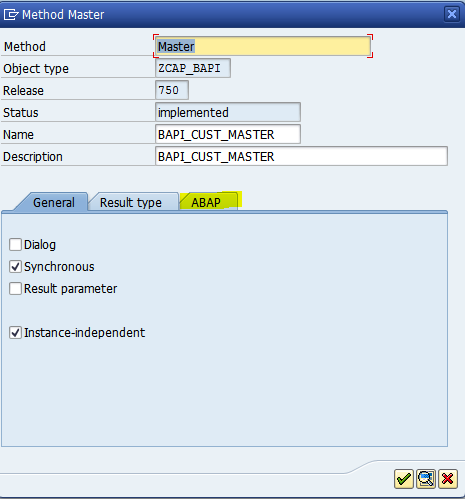 Method Master
Method Master
Object type ZCAP_BAPI
Release 750
Status implemented
Name BAPI_CUST_MASTER
Description BAPI_CUST_MASTER
General Result type ABAP
Dialog
Synchronous
Result parameter
Instance-independent